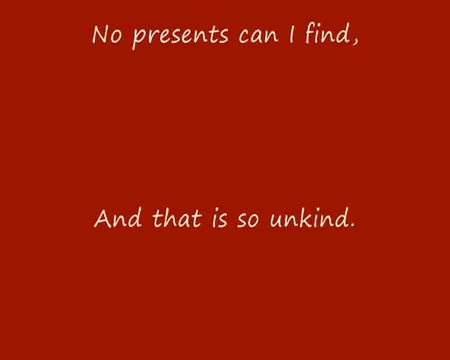 No presents can I find,
And that is so unkind.